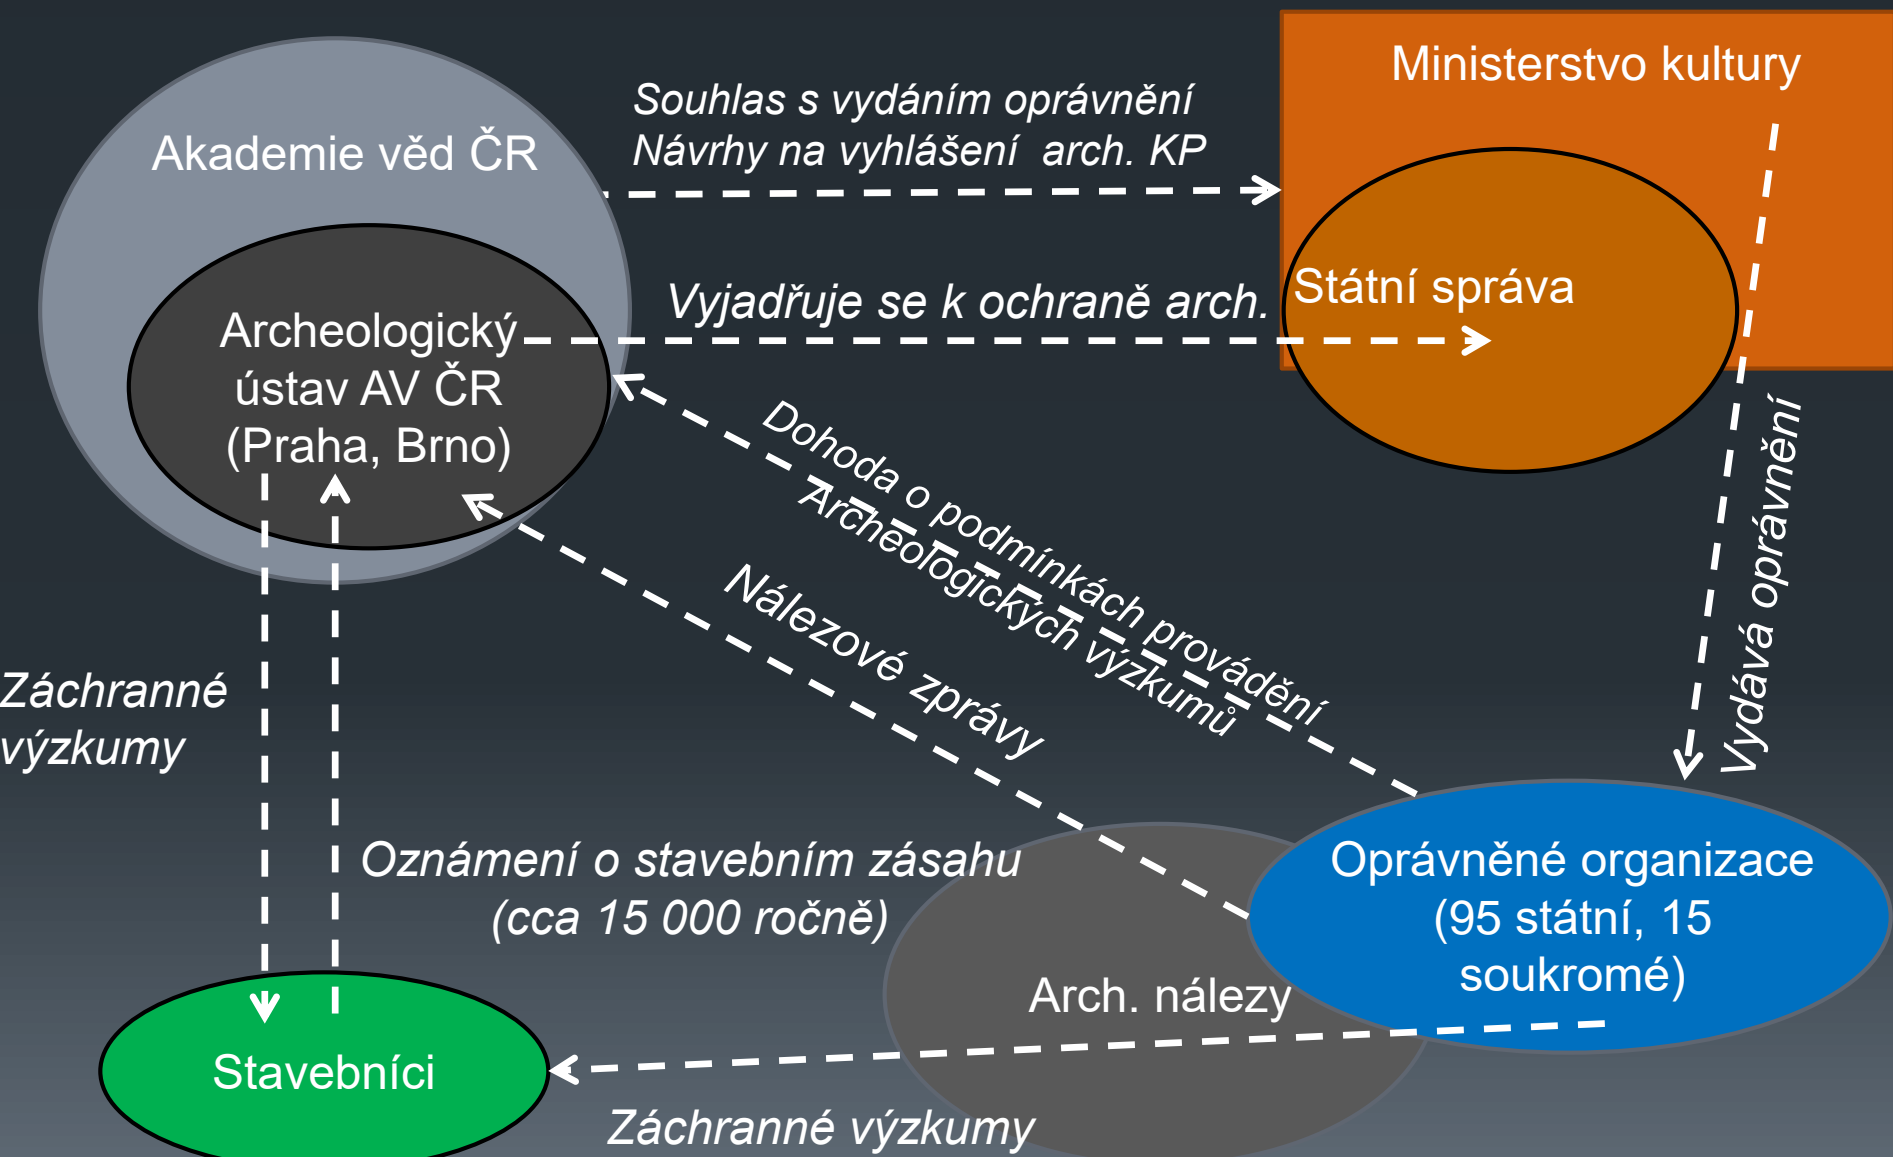 Ministerstvo kultury
Souhlas s vydáním oprávnění
Návrhy na vyhlášení  arch. KP
Akademie věd ČR
Státní správa
Vyjadřuje se k ochraně arch.
Archeologický
ústav AV ČR
(Praha, Brno)
Dohoda o podmínkách provádění
Archeologických výzkumů
Vydává oprávnění
Nálezové zprávy
Záchranné
výzkumy
Oznámení o stavebním zásahu
(cca 15 000 ročně)
Oprávněné organizace
(95 státní, 15
soukromé)
Arch. nálezy
Stavebníci
Záchranné výzkumy